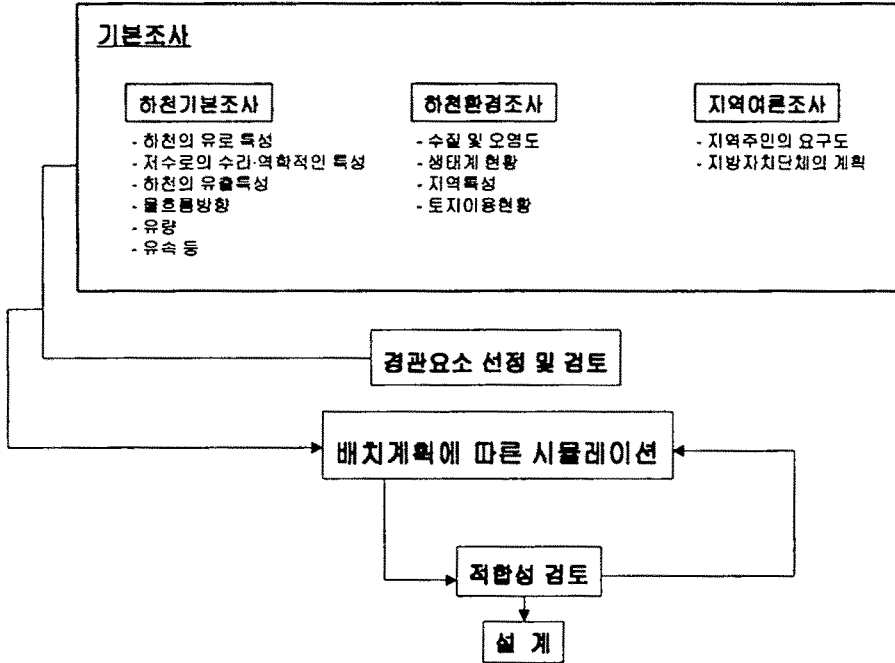 기본조사
하천기본조사
- 하천의 유로 특성
- 저수로의 수리·역학적인 특성
- 하천의 유출특성
- 물흐름방향
- 유량
- 유속 등
하천환경조사
- 수질 및 오염도
- 생태계 현황
- 지역특성
- 토지이용현황
지역여론조사
- 지역주민의 요구도
- 지방자치단체의 계획
경관요소 선정 및 검토
배치계획에 따른 시뮬레이션
적합성 검토
설 계